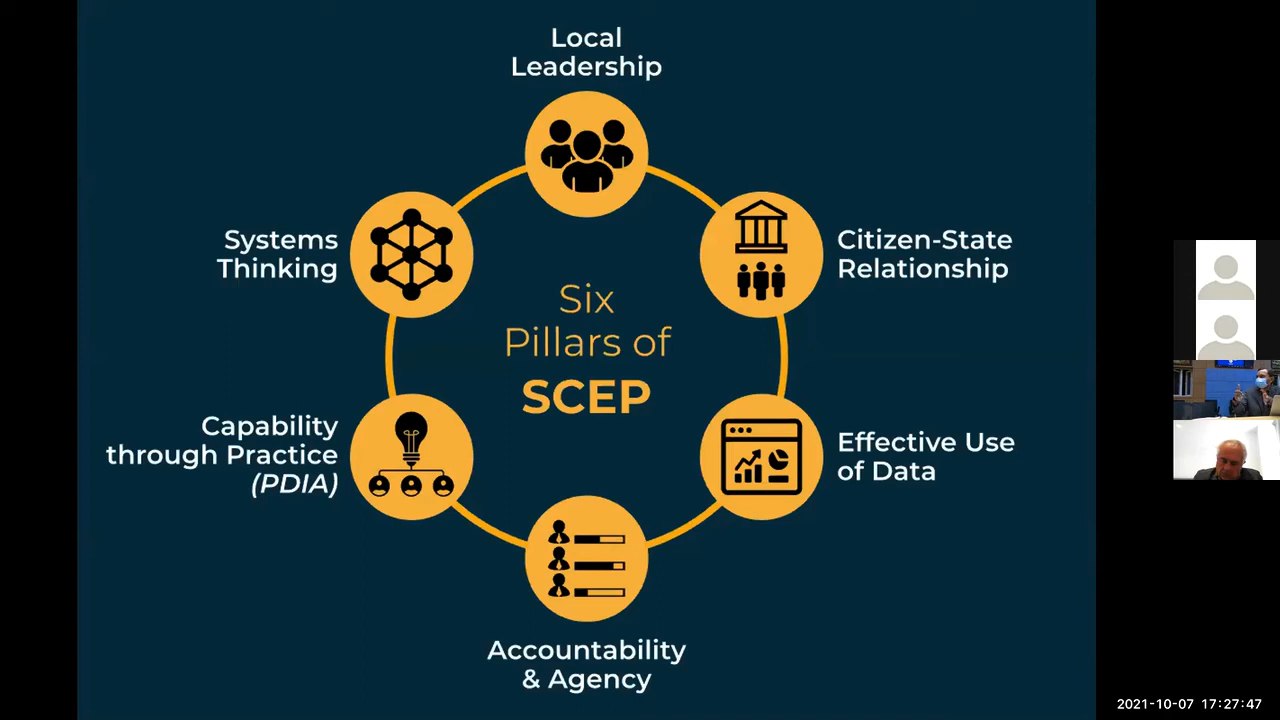 Local
Leadership
Systems
Thinking
Citizen-State
Relationship
Six
Pillars of
SCEP
Capability
through Practice
(PDIA)
Effective Use
of Data
Accountability
& Agency
2021-10-07 17:27:47